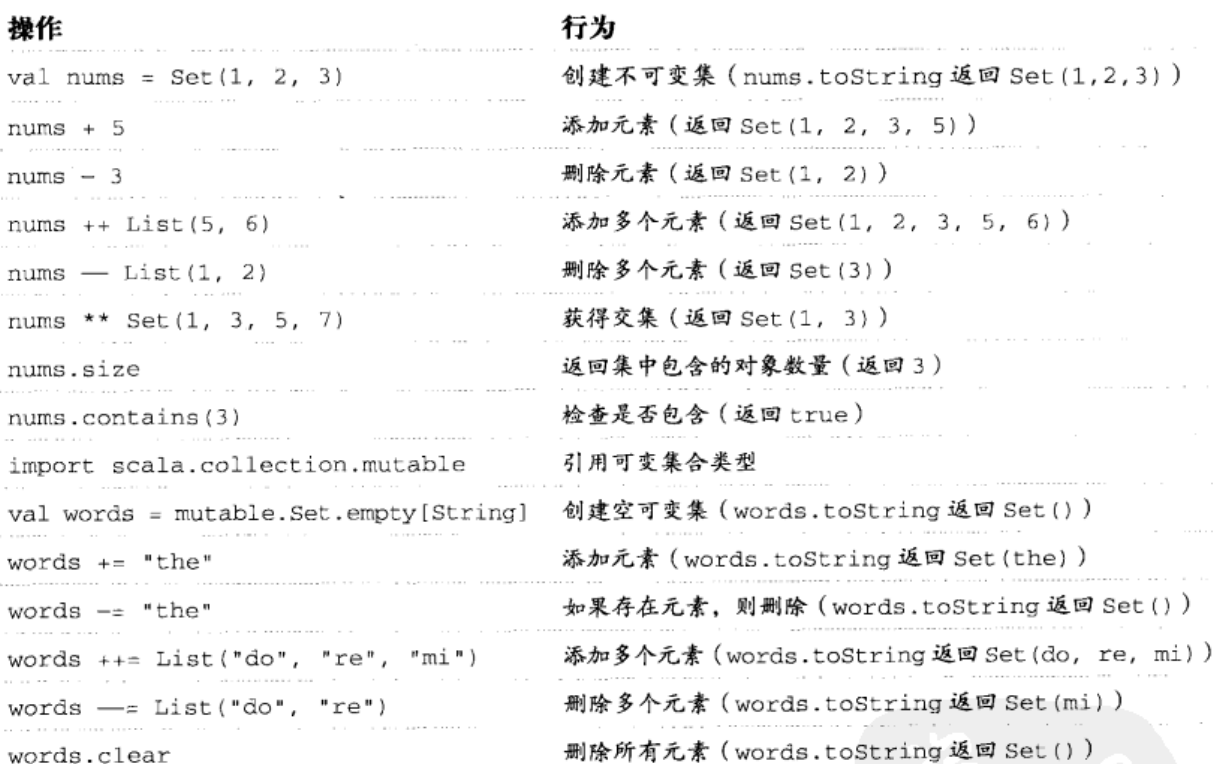 操作 行为
val nums = Set(1, 2, 3) 创建不可变集（nums.toString 返回 Set(1,2,3)）
nums + 5 添加元素（返回 Set(1, 2, 3, 5)）
nums – 3 删除元素（返回 Set(1, 2)）
nums ++ List(5, 6) 添加多个元素（返回 Set(1, 2, 3, 5, 6)）
nums — List(1, 2) 删除多个元素（返回 Set(3)）
nums ** Set(1, 3, 5, 7) 获得交集（返回 Set(1, 3)）
nums.size 返回集中包含的对象数量（返回 3）
nums.contains(3) 检查是否包含（返回 true）
import scala.collection.mutable 引用可变集合类型
val words = mutable.Set.empty[String] 创建空可变集（words.toString 返回 Set()）
words += "the" 添加元素（words.toString 返回 Set(the)）
words –= "the" 如果存在元素，则删除（words.toString 返回 Set()）
words ++= List("do", "re", "mi") 添加多个元素（words.toString 返回 Set(do, re, mi)）
words —= List("do", "re") 删除多个元素（words.toString 返回 Set(mi)）
words.clear 删除所有元素（words.toString 返回 Set()）